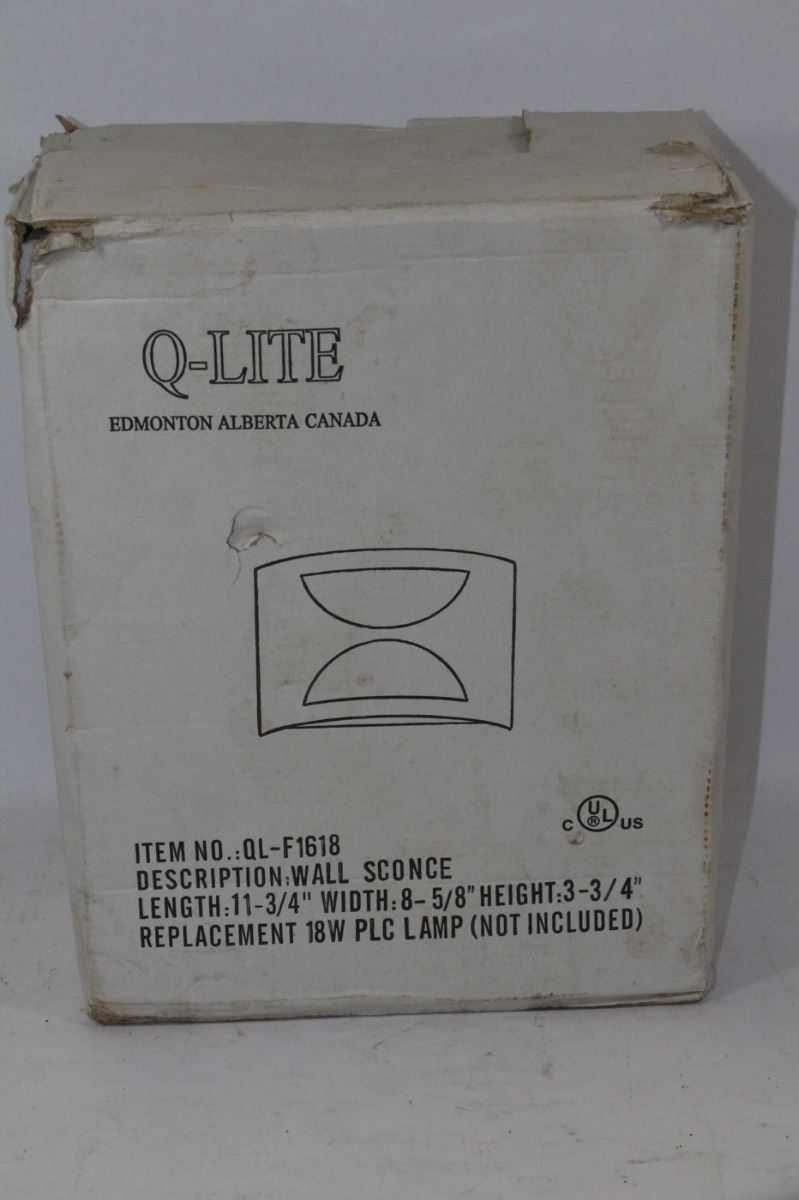 Q-LITE
EDMONTON ALBERTA CANADA
C UL® US
ITEM NO.:QL-F1618
DESCRIPTION:WALL SCONCE
LENGTH:11-3/4" WIDTH:8-5/8" HEIGHT:3-3/4"
REPLACEMENT 18W PLC LAMP (NOT INCLUDED)